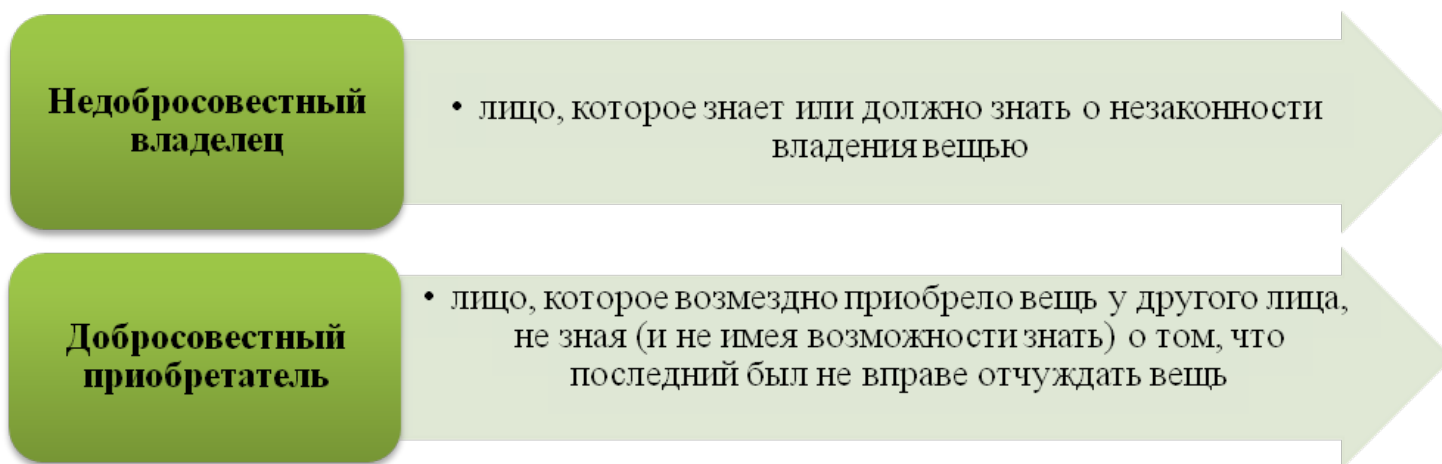 Недобросовестный
владелец
• лицо, которое знает или должно знать о незаконности
владения вещью
Добросовестный
приобретатель
• лицо, которое возмездно приобрело вещь у другого лица,
не зная (и не имея возможности знать) о том, что
последний был не вправе отчуждать вещь